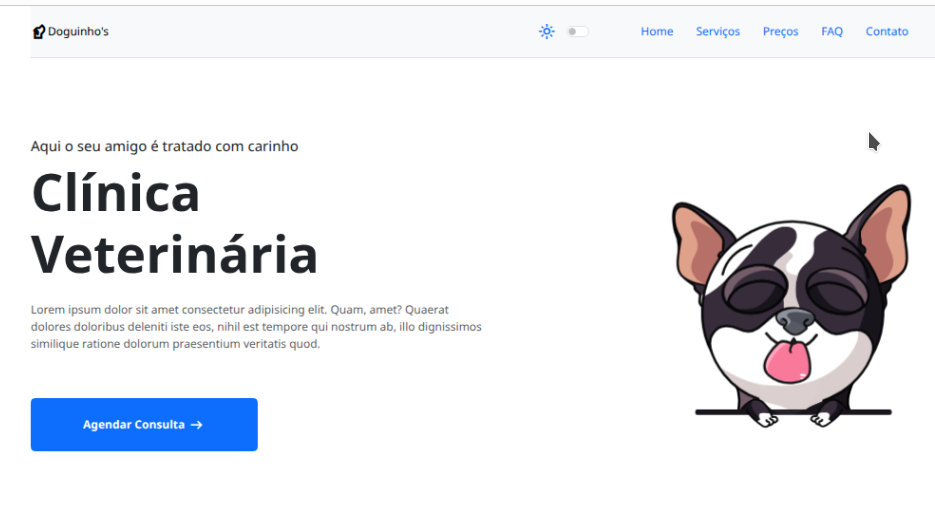 Doguinho's
Home Serviços Preços FAQ Contato
Aqui o seu amigo é tratado com carinho
Clínica
Veterinária
Lorem ipsum dolor sit amet consectetur adipisicing elit. Quam, amet? Quaerat
dolores doloribus deleniti iste eos, nihil est tempore qui nostrum ab, illo dignissimos
similique ratione dolorum praesentium veritatis quod.
Agendar Consulta →